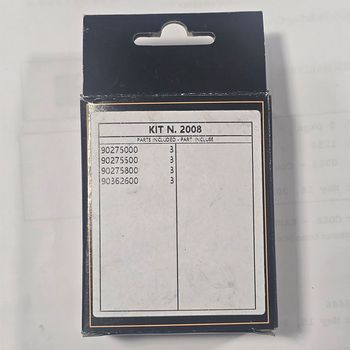 KIT N. 2008
PARTS INCLUDED - PART. INCLUSE
90275000 3
90275500 3
90275800 3
90362600 3